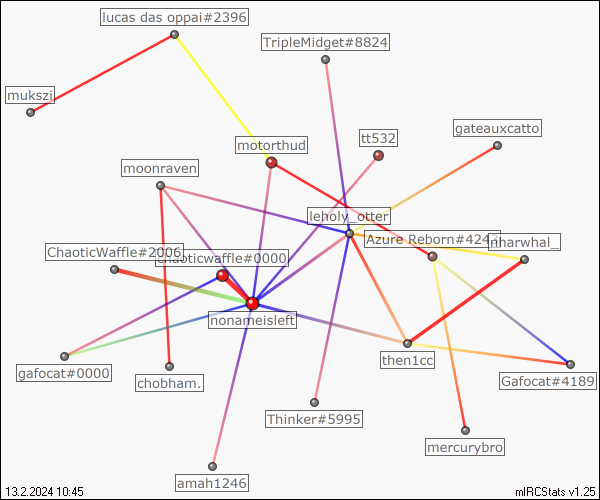 lucas das oppai#2396
TripleMidget#8824
mukszi
gateauxcatto
tt532
motorthud
moonraven
leholy_otter
Azure Reborn#424
nharwhal_
ChaoticWaffle#2006
chaoticwaffle#0000
nonameisleft
then1cc
gafocat#0000
chobham.
Gafocat#4189
Thinker#5995
mercurybro
amah1246
13.2.2024 10:45
mIRCStats v1.25